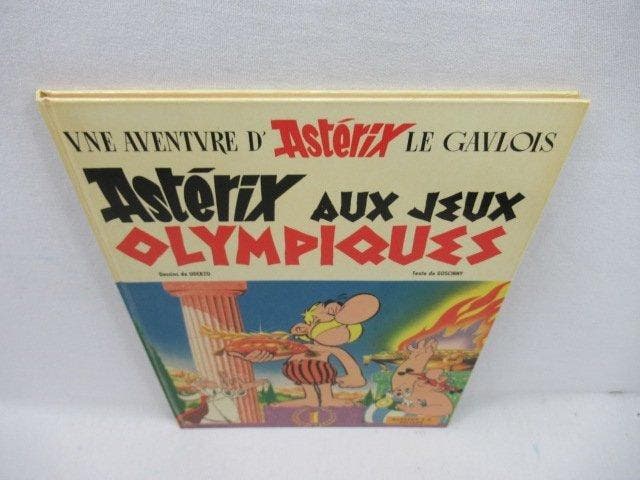 VNE AVENTVRE D' Astérix LE GAVLOIS
Astérix AUX JEUX
OLYMPIQUES
Dessins de UDERZO Texte de GOSCINNY
I